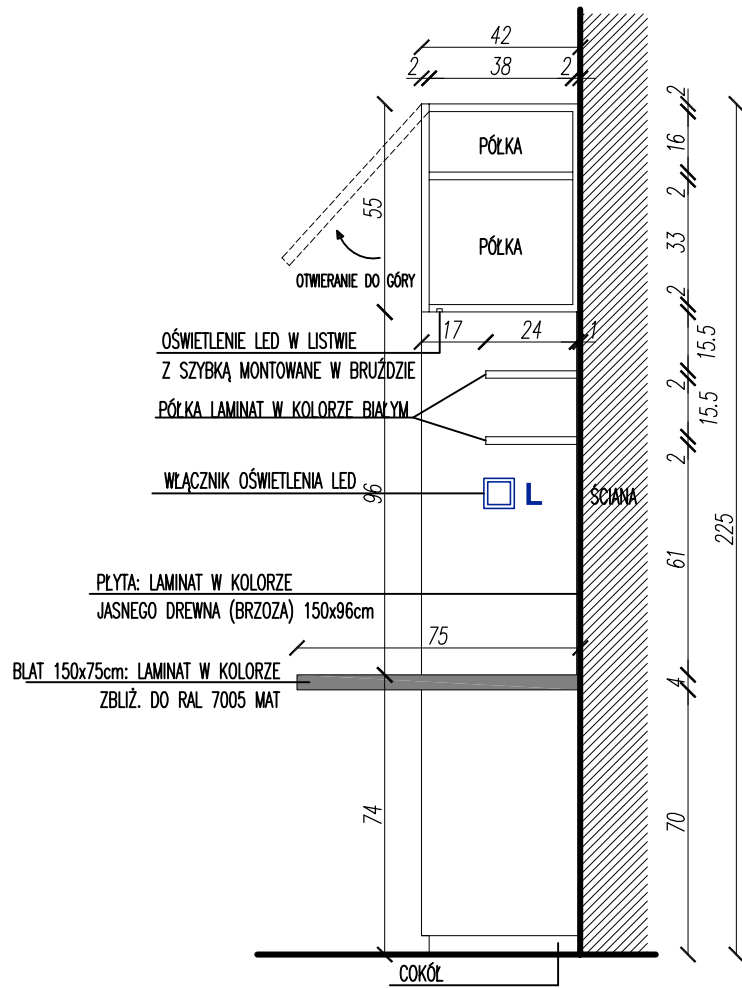 42
2 38 2
2
16
PÓŁKA
2
55
33
PÓŁKA
OTWIERANIE DO GÓRY
2
17 24 1
15.5
OŚWIETLENIE LED W LISTWIE
Z SZYBKĄ MONTOWANE W BRUŹDZIE
2
15.5
PÓŁKA LAMINAT W KOLORZE BIAŁYM
2
WŁĄCZNIK OŚWIETLENIA LED
96
L
ŚCIANA
225
61
PŁYTA: LAMINAT W KOLORZE
JASNEGO DREWNA (BRZOZA) 150x96cm
75
BLAT 150x75cm: LAMINAT W KOLORZE
ZBLIŻ. DO RAL 7005 MAT
4
74
70
COKÓŁ